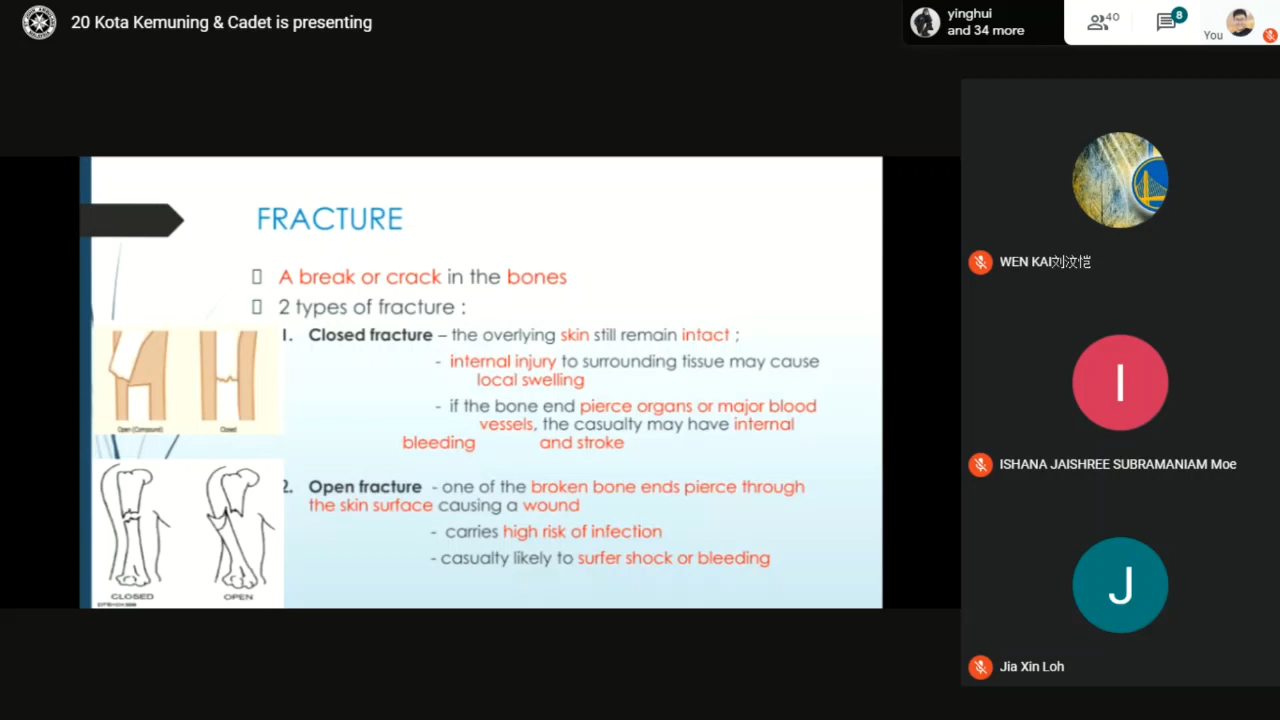 20 Kota Kemuning & Cadet is presenting
yinghui
and 34 more
40
8
You
FRACTURE
A break or crack in the bones
2 types of fracture :
1. Closed fracture – the overlying skin still remain intact ;
- internal injury to surrounding tissue may cause
local swelling
- if the bone end pierce organs or major blood
vessels, the casualty may have internal
bleeding and stroke
Open (Compound) Closed
2. Open fracture - one of the broken bone ends pierce through
the skin surface causing a wound
- carries high risk of infection
- casualty likely to surfer shock or bleeding
CLOSED OPEN
WEN KAI刘汶恺
I
ISHANA JAISHREE SUBRAMANIAM Moe
J
Jia Xin Loh